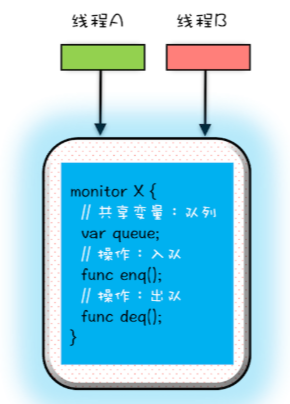 线程A 线程B
monitor X {
// 共享变量：队列
var queue;
// 操作：入队
func enq();
// 操作：出队
func deq();
}